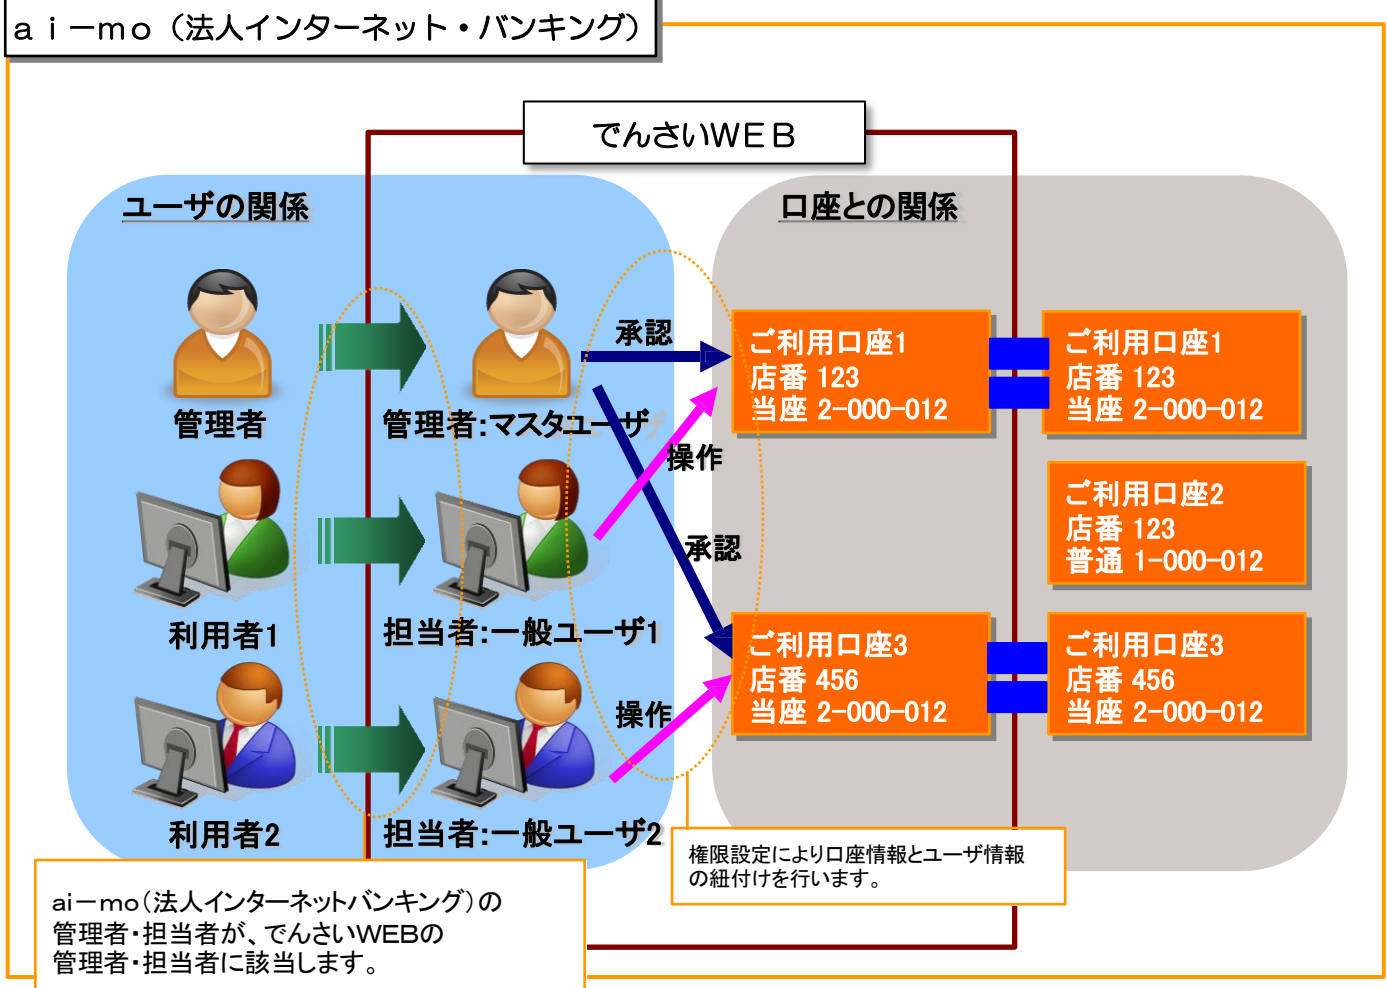 ａｉ－ｍｏ（法人インターネット・バンキング）
でんさいＷＥＢ
ユーザの関係
口座との関係
管理者
管理者:マスタユーザ
利用者1
担当者:一般ユーザ1
利用者2
担当者:一般ユーザ2
承認
操作
承認
操作
ご利用口座1
店番 123
当座 2-000-012
ご利用口座3
店番 456
当座 2-000-012
ご利用口座1
店番 123
当座 2-000-012
ご利用口座2
店番 123
普通 1-000-012
ご利用口座3
店番 456
当座 2-000-012
権限設定により口座情報とユーザ情報
の紐付けを行います。
ai－mo（法人インターネットバンキング）の
管理者・担当者が、でんさいWEBの
管理者・担当者に該当します。